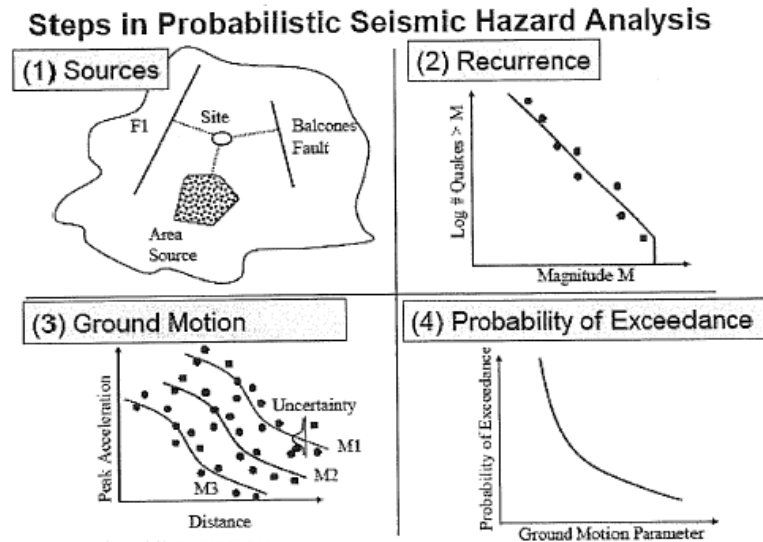 Steps in Probabilistic Seismic Hazard Analysis
(1) Sources
F1
Site
Balcones
Fault
Area
Source
(2) Recurrence
Log # Quakes > M
Magnitude M
(3) Ground Motion
Peak Acceleration
Uncertainty
M1
M2
M3
Distance
(4) Probability of Exceedance
Probability of Exceedance
Ground Motion Parameter